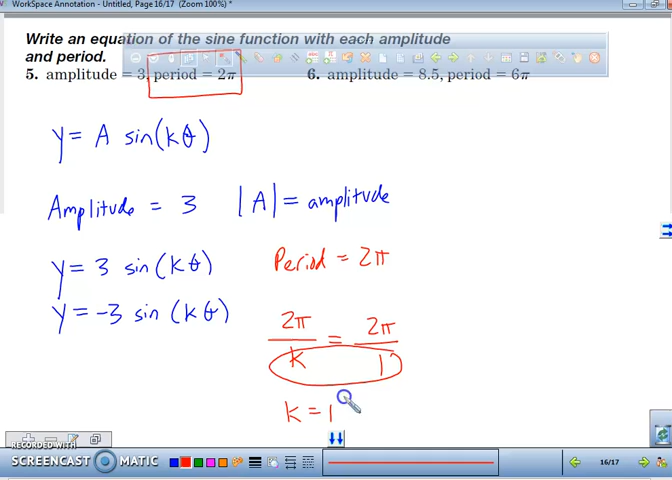 WorkSpace Annotation - Untitled, Page 16/17 (Zoom 100%)
Write an equation of the sine function with each amplitude
and period.
5. amplitude = 3, period = 2π
6. amplitude = 8.5, period = 6π
y = A sin(kθ)
Amplitude = 3 |A| = amplitude
y = 3 sin(kθ)
Period = 2π
y = -3 sin(kθ)
2π/k = 2π/1
k = 1
RECORDED WITH
SCREENCAST MATIC
16/17